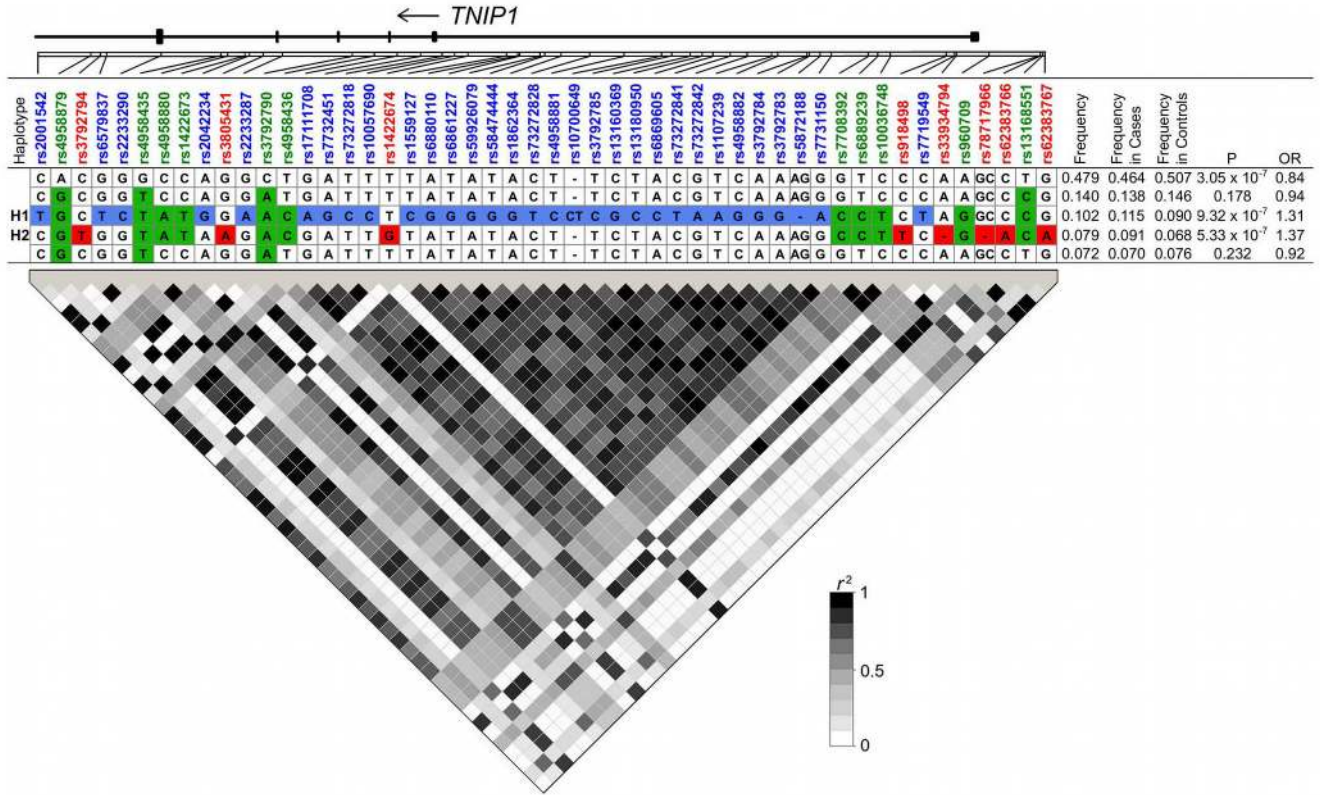 TNIP1
Haplotype rs2001542 rs4958879 rs3792794 rs6579837 rs2233290 rs4958435 rs4958880 rs1422673 rs2042234 rs3805431 rs2233287 rs3792790 rs4958436 rs17111708 rs7732451 rs73272818 rs10057690 rs1422674 rs1559127 rs6880110 rs6861227 rs59926079 rs58474444 rs1862364 rs73272828 rs4958881 rs10700649 rs3792785 rs13160369 rs13180950 rs6869605 rs73272841 rs73272842 rs1107239 rs4958882 rs3792784 rs3792783 rs5872188 rs7731150 rs7708392 rs6889239 rs10036748 rs918498 rs7719549 rs33934794 rs960709 rs78717966 rs62383766 rs13168551 rs62383767 Frequency Frequency in Cases Frequency in Controls P OR
C A C G G G C C A G G C T G A T T T T A T A T A C T - T C T A C G T C A A AG G G T C C C A A GC C T G 0.479 0.464 0.507 3.05 x 10⁻⁷ 0.84
C G C G G T C C A G G A T G A T T T T A T A T A C T - T C T A C G T C A A AG G G T C C C A A GC C C G 0.140 0.138 0.146 0.178 0.94
H1 T G C T C T A T G G A A C A G C C T C G G G G G T C CT C G C C T A A G G G - A C C T C T A G GC C C G 0.102 0.115 0.090 9.32 x 10⁻⁷ 1.31
H2 C G T G G T A T A A G A C G A T T G T A T A T A C T - T C T A C G T C A A AG G C C T T C - G - A C A 0.079 0.091 0.068 5.33 x 10⁻⁷ 1.37
C G C G G T C C A G G A T G A T T T T A T A T A C T - T C T A C G T C A A AG G G T C C C A A GC C T G 0.072 0.070 0.076 0.232 0.92
r²
1
0.5
0